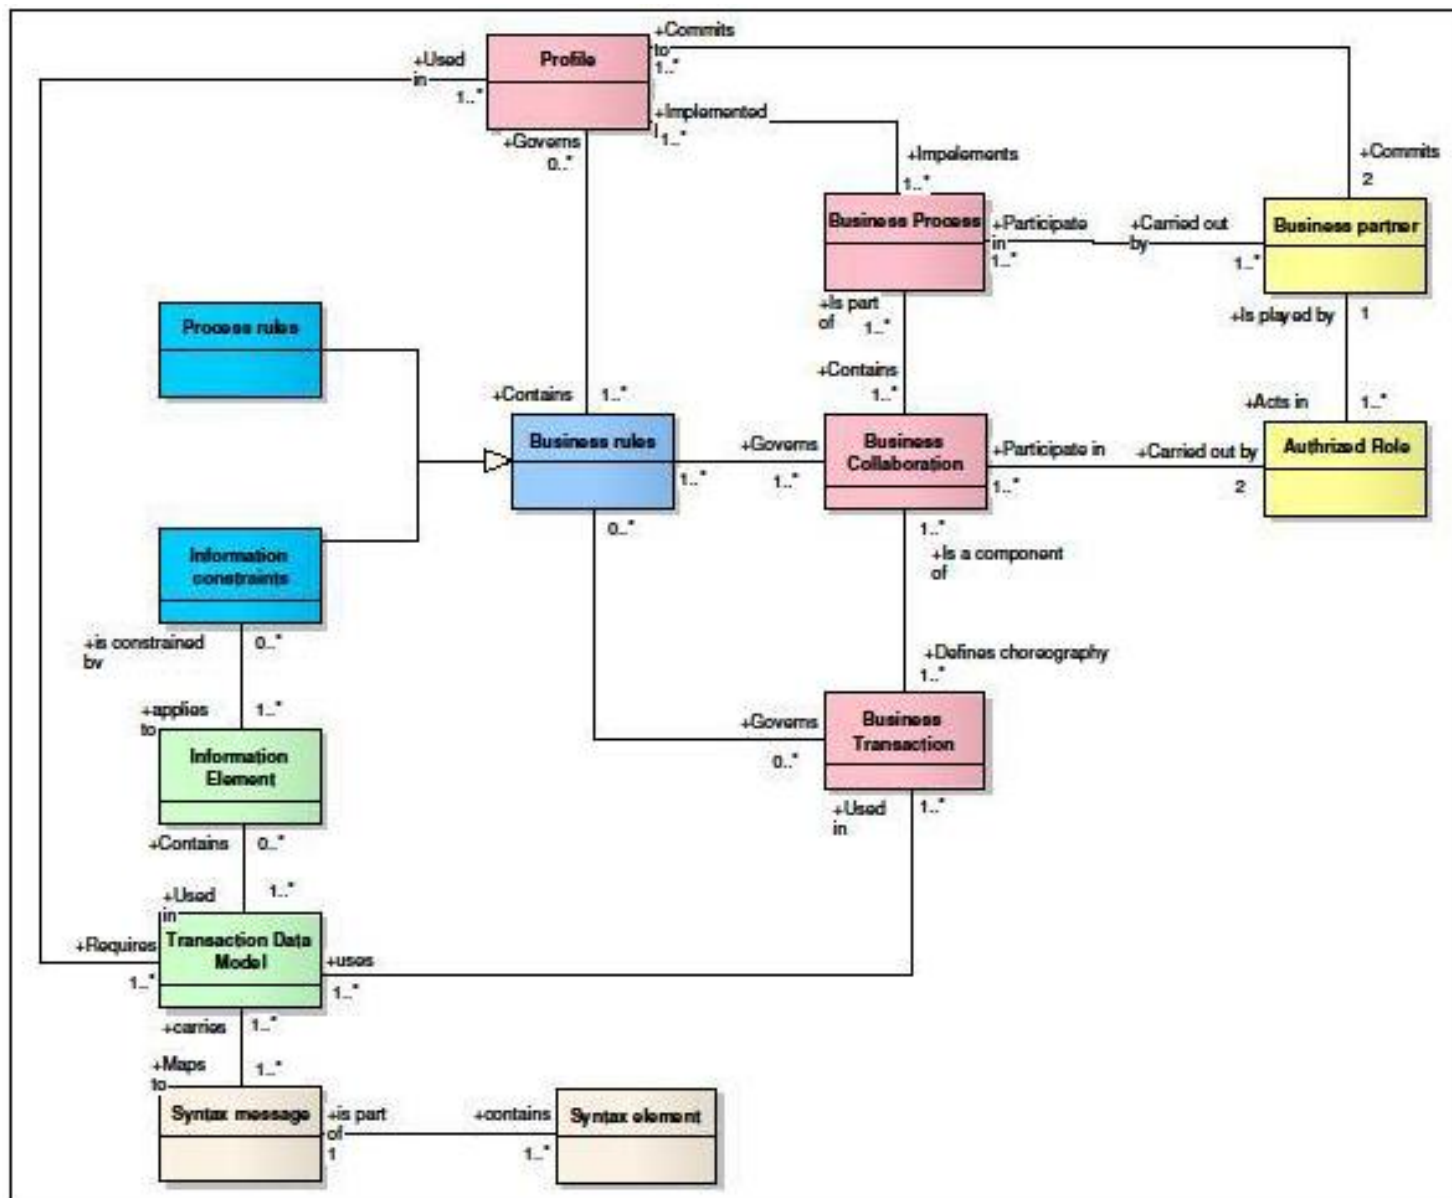 +Commits
to
1..*
+Used
in
1..*
Profile
+Implemented
1..*
+Governs
0..*
+Impelements
1..*
+Commits
2
Business Process
+Participate
in
1..*
+Carried out
by
1..*
Business partner
+Is part
of
1..*
+Is played by
1
Process rules
+Contains
1..*
+Contains
1..*
+Acts in
1..*
Business rules
1..*
+Governs
1..*
Business
Collaboration
+Participate in
1..*
+Carried out by
2
Authrized Role
0..*
1..*
+Is a component
of
Information
constraints
+is constrained
by
0..*
+Defines choreography
1..*
+applies
to
1..*
+Governs
0..*
Business
Transaction
Information
Element
+Used
in
1..*
+Contains
0..*
+Used
in
1..*
+Requires
1..*
Transaction Data
Model
+uses
1..*
+carries
1..*
+Maps
to
1..*
Syntax message
+is part
of
1
+contains
1..*
Syntax element